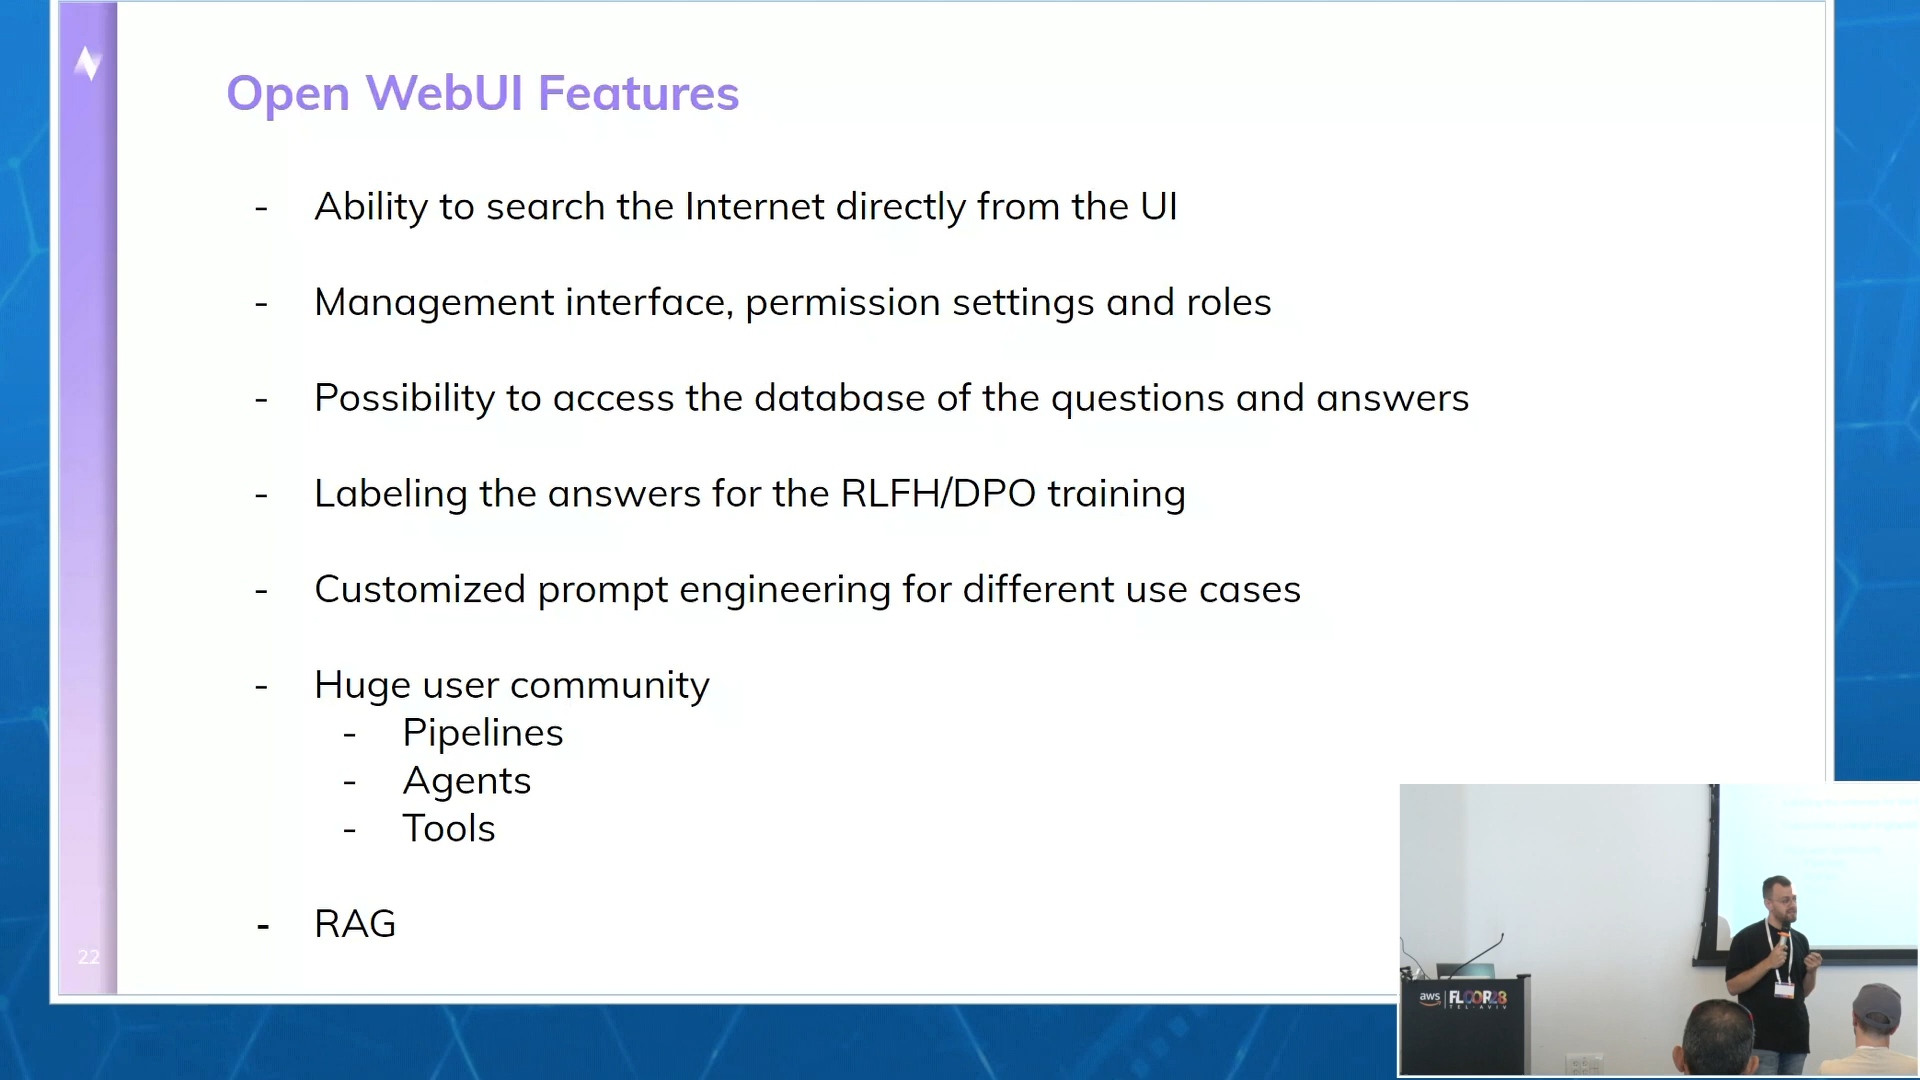 Open WebUI Features
- Ability to search the Internet directly from the UI
- Management interface, permission settings and roles
- Possibility to access the database of the questions and answers
- Labeling the answers for the RLFH/DPO training
- Customized prompt engineering for different use cases
- Huge user community
- Pipelines
- Agents
- Tools
- RAG
22
aws | FLOOR28
TEL-AVIV